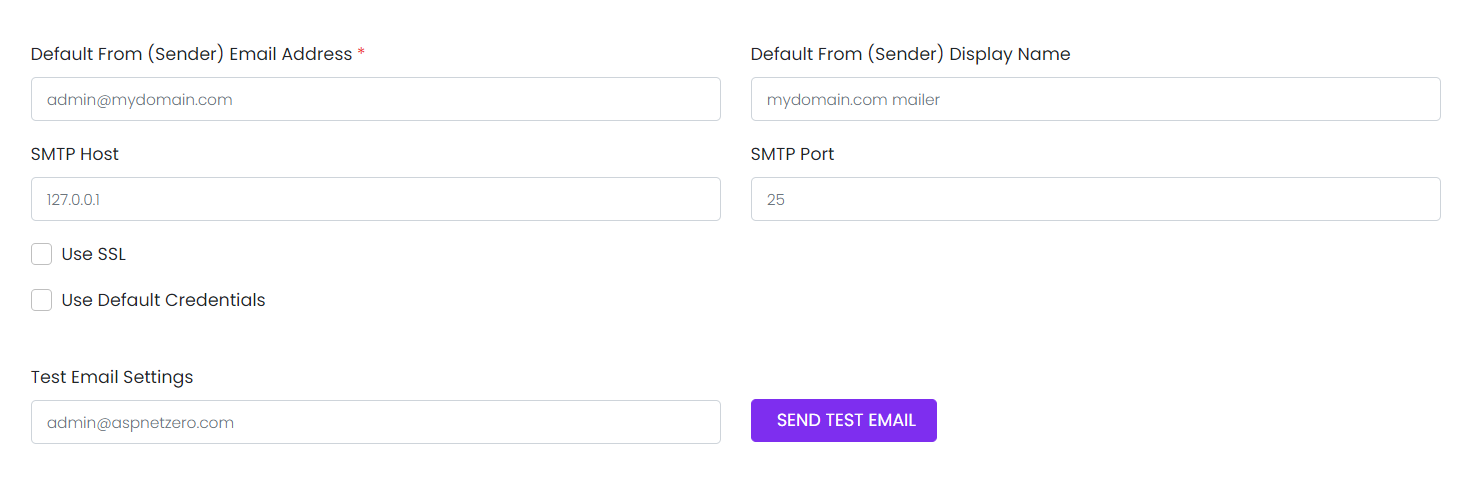 Default From (Sender) Email Address *
Default From (Sender) Display Name
admin@mydomain.com
mydomain.com mailer
SMTP Host
SMTP Port
127.0.0.1
25
Use SSL
Use Default Credentials
Test Email Settings
admin@aspnetzero.com
SEND TEST EMAIL